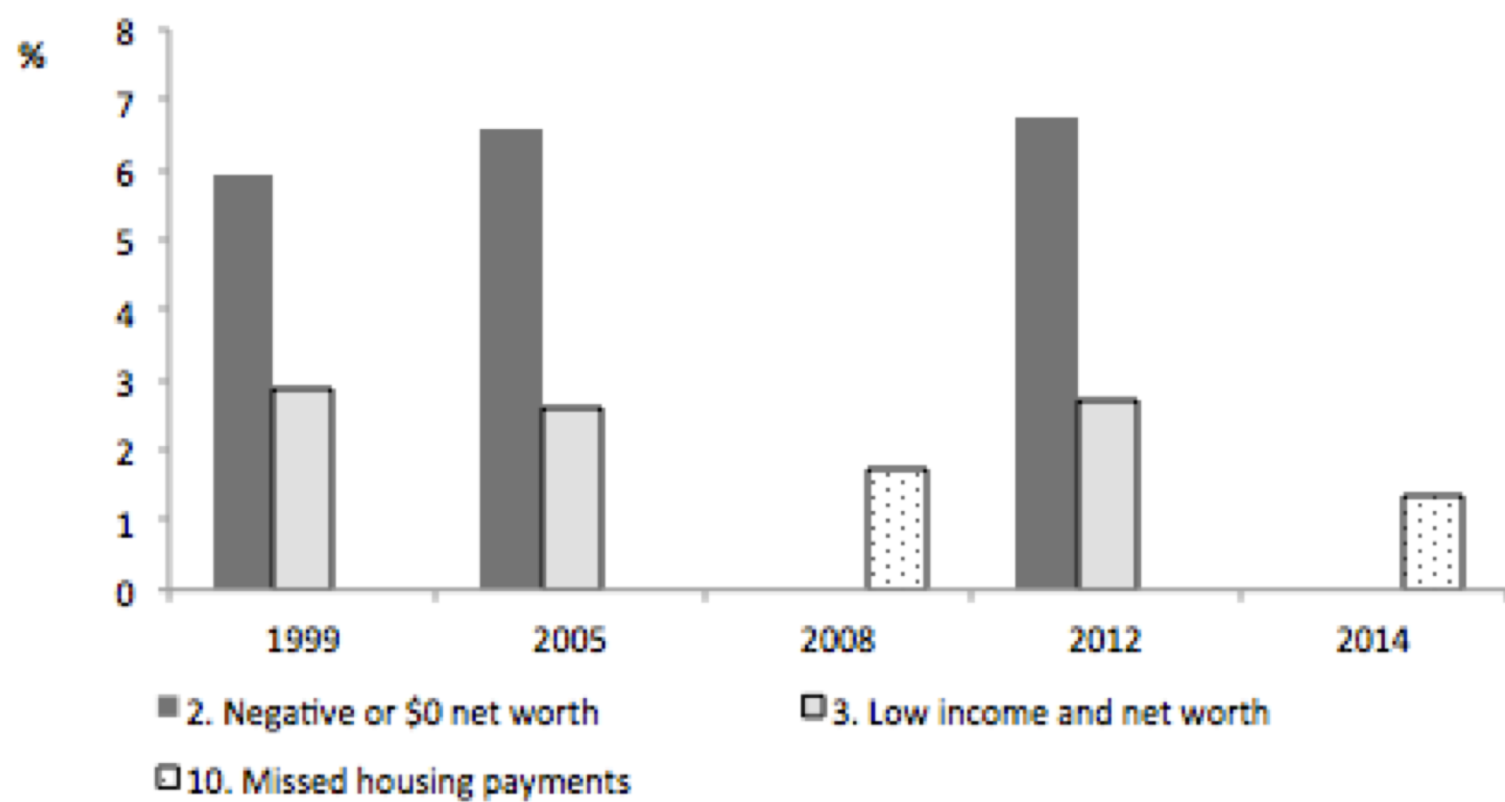 %
8
7
6
5
4
3
2
1
0
1999 2005 2008 2012 2014
2. Negative or $0 net worth
3. Low income and net worth
10. Missed housing payments